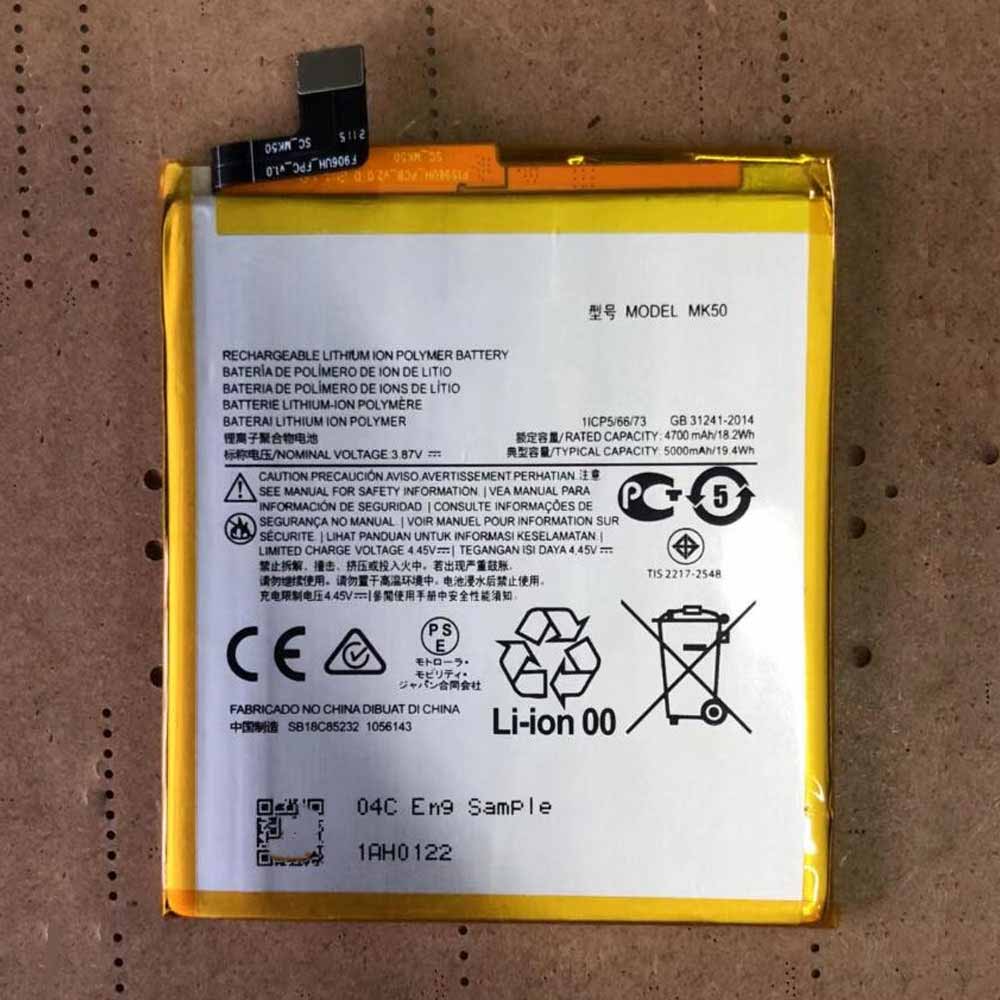 2115
SC_MK50
F906UH_FPC_V1.0
SC_MK50
型号 MODEL MK50
RECHARGEABLE LITHIUM ION POLYMER BATTERY
BATERÍA DE POLÍMERO DE ION DE LITIO
BATERIA DE POLÍMERO DE IONS DE LÍTIO
BATTERIE LITHIUM-ION POLYMÈRE
BATERAI LITHIUM ION POLYMER
锂离子聚合物电池
标称电压/NOMINAL VOLTAGE: 3.87V
1ICP5/66/73 GB 31241-2014
额定容量/ RATED CAPACITY: 4700 mAh/18.2Wh
典型容量/TYPICAL CAPACITY: 5000mAh/19.4Wh
CAUTION PRECAUCIÓN AVISO AVERTISSEMENT PERHATIAN 注意
SEE MANUAL FOR SAFETY INFORMATION. | VEA MANUAL PARA
INFORMACIÓN DE SEGURIDAD | CONSULTE INFORMAÇÕES DE
SEGURANÇA NO MANUAL. | VOIR MANUEL POUR INFORMATION SUR
SÉCURITÉ. | LIHAT PANDUAN UNTUK INFORMASI KESELAMATAN.
LIMITED CHARGE VOLTAGE 4.45V | TEGANGAN ISI DAYA 4.45V
禁止拆解、撞击、挤压或投入火中。若出现严重鼓胀,
请勿继续使用。请勿置于高温环境中。电池浸水后禁止使用。
充电限制电压4.45V | 參閱使用手册中安全性能須知。
PCT
5
TIS 2217-2548
CE
PSE
モトローラ・
モビリティ・
ジャパン合同会社
Li-ion 00
FABRICADO NO CHINA DIBUAT DI CHINA
中国制造 SB18C85232 1056143
04C En9 Sample
1AH0122